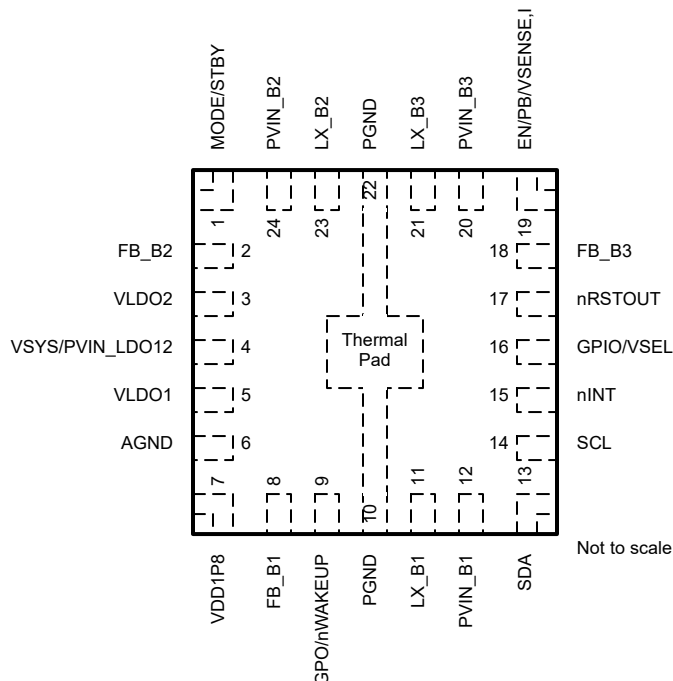 MODE/STBY
PVIN_B2
LX_B2
PGND
LX_B3
PVIN_B3
EN/PB/VSENSE,I
1
24
23
22
21
20
19
FB_B2
2
18
FB_B3
VLDO2
3
17
nRSTOUT
VSYS/PVIN_LDO12
4
Thermal
Pad
16
GPIO/VSEL
VLDO1
5
15
nINT
AGND
6
14
SCL
7
8
9
10
11
12
13
VDD1P8
FB_B1
GPO/nWAKEUP
PGND
LX_B1
PVIN_B1
SDA
Not to scale